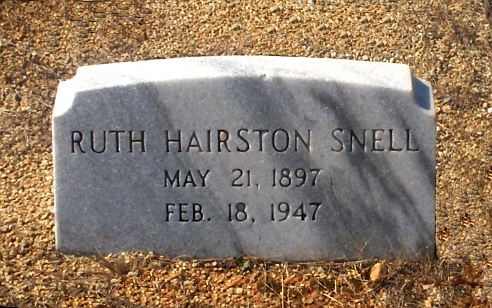 RUTH HAIRSTON SNELL
MAY 21, 1897
FEB. 18, 1947